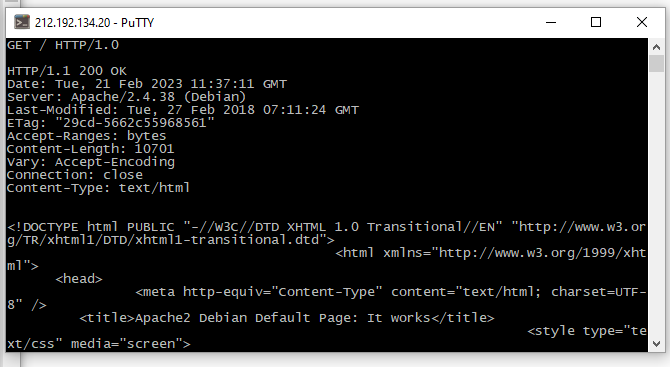 212.192.134.20 - PuTTY
GET / HTTP/1.0
HTTP/1.1 200 OK
Date: Tue, 21 Feb 2023 11:37:11 GMT
Server: Apache/2.4.38 (Debian)
Last-Modified: Tue, 27 Feb 2018 07:11:24 GMT
ETag: "29cd-5662c55968561"
Accept-Ranges: bytes
Content-Length: 10701
Vary: Accept-Encoding
Connection: close
Content-Type: text/html
<!DOCTYPE html PUBLIC "-//W3C//DTD XHTML 1.0 Transitional//EN" "http://www.w3.or
g/TR/xhtml1/DTD/xhtml1-transitional.dtd">
<html xmlns="http://www.w3.org/1999/xht
ml">
<head>
<meta http-equiv="Content-Type" content="text/html; charset=UTF-
8" />
<title>Apache2 Debian Default Page: It works</title>
<style type="te
xt/css" media="screen">